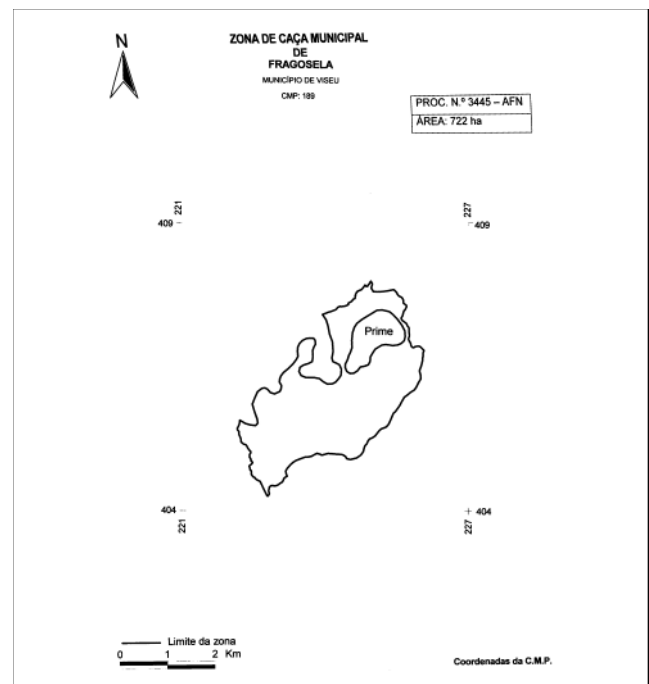 N
ZONA DE CAÇA MUNICIPAL
DE
FRAGOSELA
MUNICÍPIO DE VISEU
CMP: 189
PROC. N.º 3445 – AFN
ÁREA: 722 ha
221
409
227
409
Prime
404
221
404
227
Limite da zona
0 1 2 Km
Coordenadas da C.M.P.